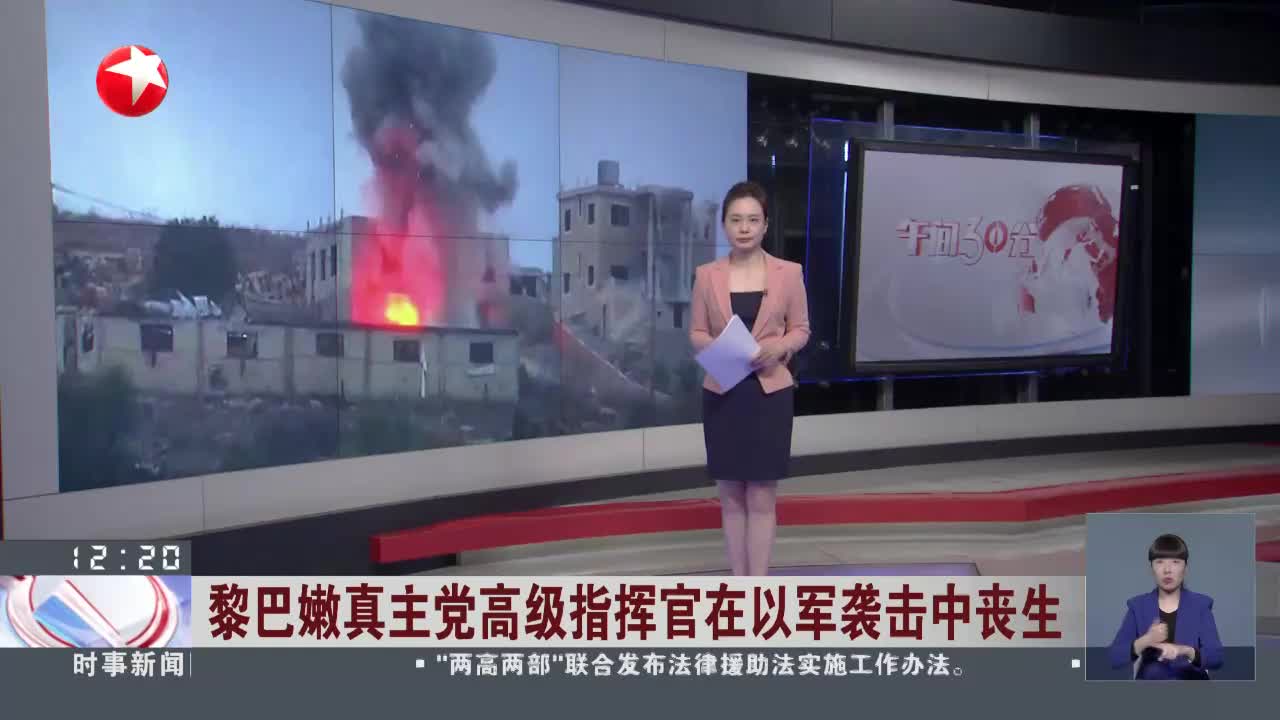 午间30分
12:20
黎巴嫩真主党高级指挥官在以军袭击中丧生
时事新闻
"两高两部"联合发布法律援助法实施工作办法。